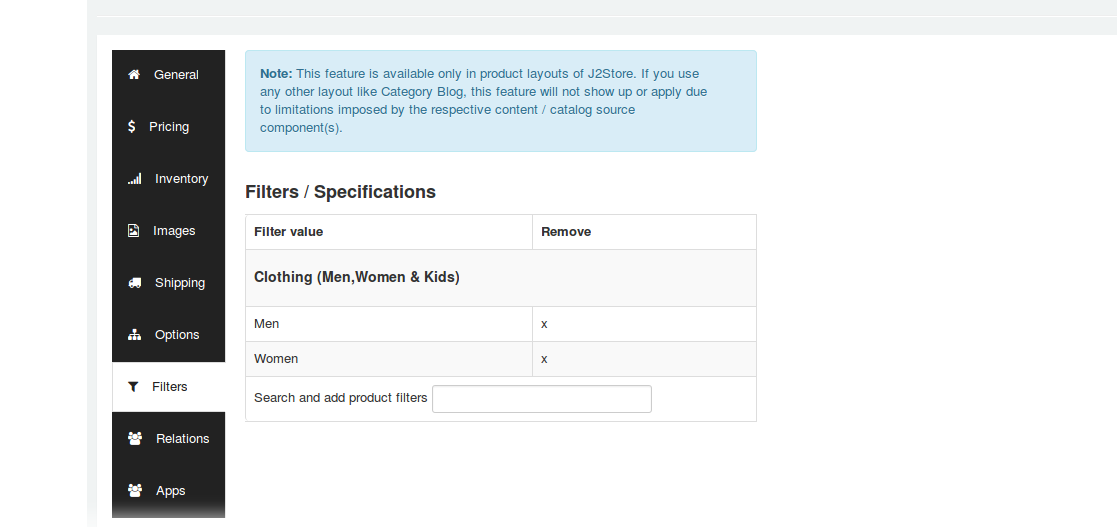 General
Pricing
Inventory
Images
Shipping
Options
Filters
Relations
Apps
Note: This feature is available only in product layouts of J2Store. If you use
any other layout like Category Blog, this feature will not show up or apply due
to limitations imposed by the respective content / catalog source
component(s).
Filters / Specifications
Filter value Remove
Clothing (Men,Women & Kids)
Men x
Women x
Search and add product filters